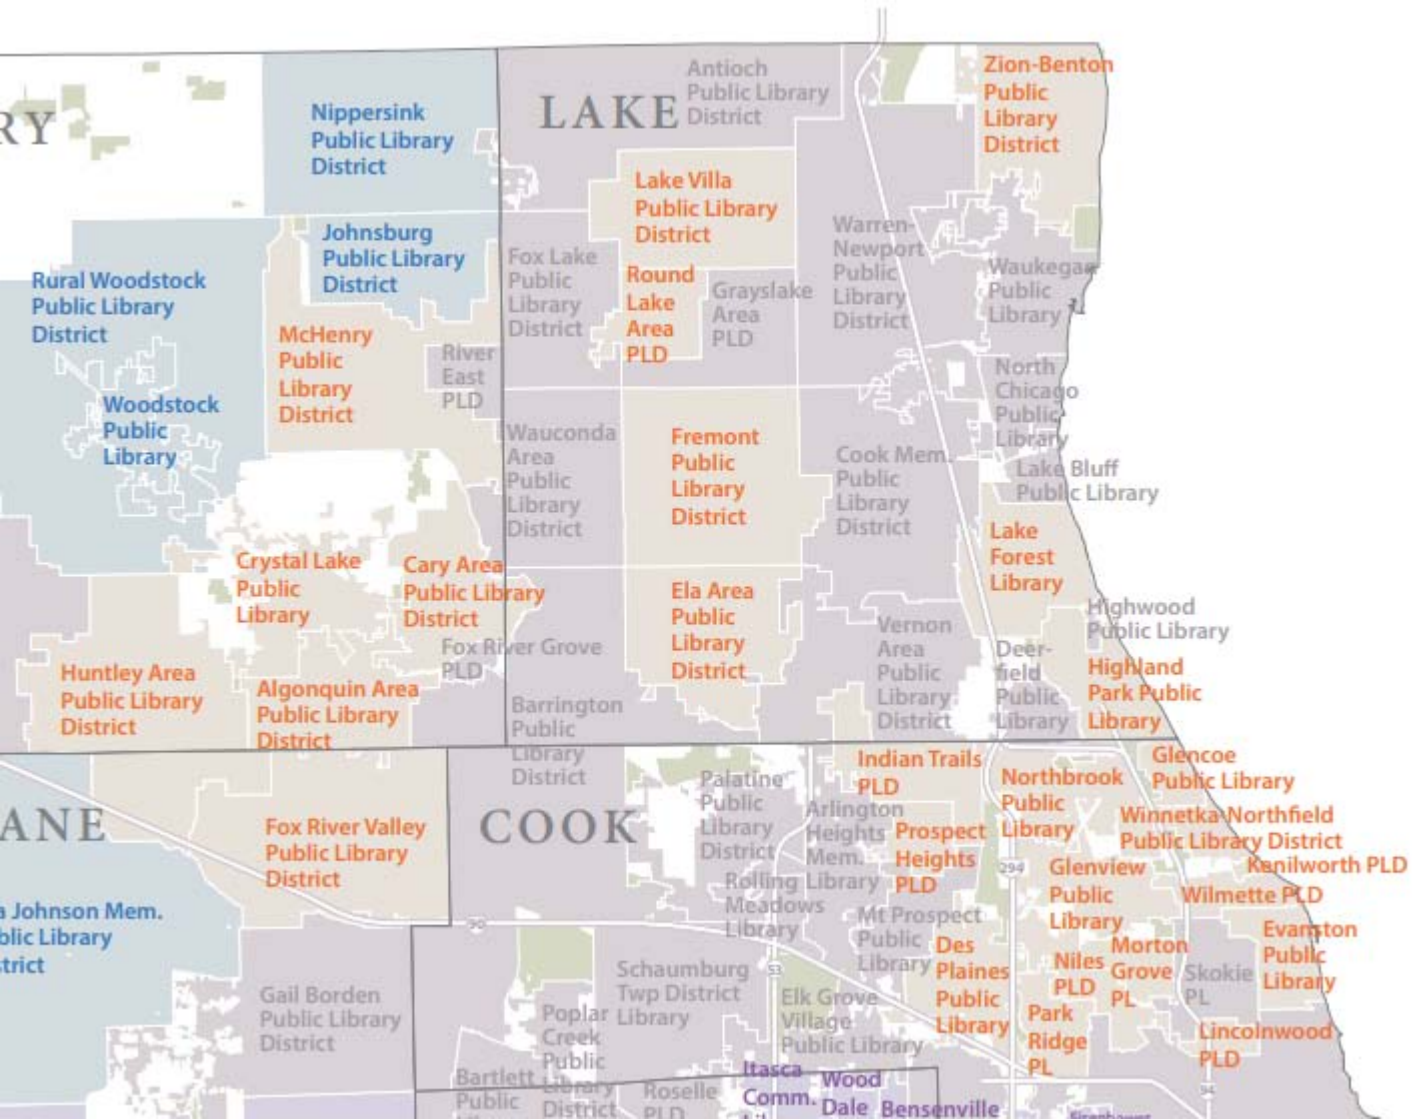 RY
LAKE
Antioch
Public Library
District
Zion-Benton
Public
Library
District
Nippersink
Public Library
District
Lake Villa
Public Library
District
Johnsburg
Public Library
District
Rural Woodstock
Public Library
District
Fox Lake
Public
Library
District
Round
Lake
Area
PLD
Grayslake
Area
PLD
Warren-
Newport
Public
Library
District
Waukegan
Public
Library
McHenry
Public
Library
District
River
East
PLD
North
Chicago
Public
Library
Woodstock
Public
Library
Wauconda
Area
Public
Library
District
Fremont
Public
Library
District
Cook Mem.
Public
Library
District
Lake Bluff
Public Library
Lake
Forest
Library
Crystal Lake
Public
Library
Cary Area
Public Library
District
Ela Area
Public
Library
District
Highwood
Public Library
Vernon
Area
Public
Library
District
Deer-
field
Public
Library
Fox River Grove
PLD
Highland
Park Public
Library
Huntley Area
Public Library
District
Algonquin Area
Public Library
District
Barrington
Public
Library
District
ANE
COOK
Fox River Valley
Public Library
District
Palatine
Public
Library
District
Indian Trails
PLD
Arlington
Heights
Mem.
Library
Prospect
Heights
PLD
Northbrook
Public
Library
Glencoe
Public Library
Winnetka-Northfield
Public Library District
Kenilworth PLD
294
Glenview
Public
Library
Wilmette PLD
Rolling
Meadows
Library
Mt Prospect
Public
Library
a Johnson Mem.
blic Library
trict
90
Des
Plaines
Public
Library
Niles
PLD
Morton
Grove
PL
Skokie
PL
Evanston
Public
Library
Schaumburg
Twp District
Library
53
Gail Borden
Public Library
District
Elk Grove
Village
Public Library
Poplar
Creek
Public
Library
District
Park
Ridge
PL
Lincolnwood
PLD
94
Bartlett
Public
Roselle
PLD
Itasca
Comm.
Wood
Dale
Bensenville